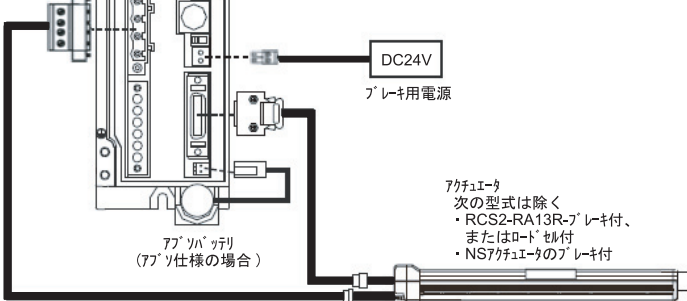 DC24V
ﾌﾞﾚｰｷ用電源
ｱｸﾁｭｴｰﾀ
次の型式は除く
・RCS2-RA13R-ﾌﾞﾚｰｷ付、
またはﾛｰﾄﾞｾﾙ付
・NSｱｸﾁｭｴｰﾀのﾌﾞﾚｰｷ付
ｱﾌﾞｿﾊﾞｯﾃﾘ
(ｱﾌﾞｿ仕様の場合)